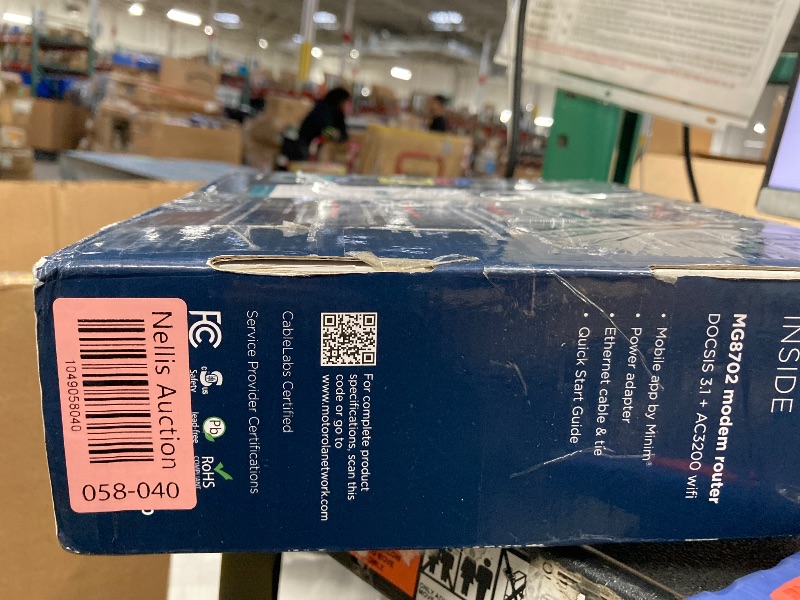 INSIDE
MG8702 modem router
DOCSIS 3.1 + AC3200 wifi
• Mobile app by Minim®
• Power adapter
• Ethernet cable & tie
• Quick Start Guide
For complete product
specifications, scan this
code or go to
www.motorolanetwork.com
CableLabs Certified
Service Provider Certifications
FC
c us
Safety
Pb
lead-free
RoHS
Nellis Auction
1049058040
058-040